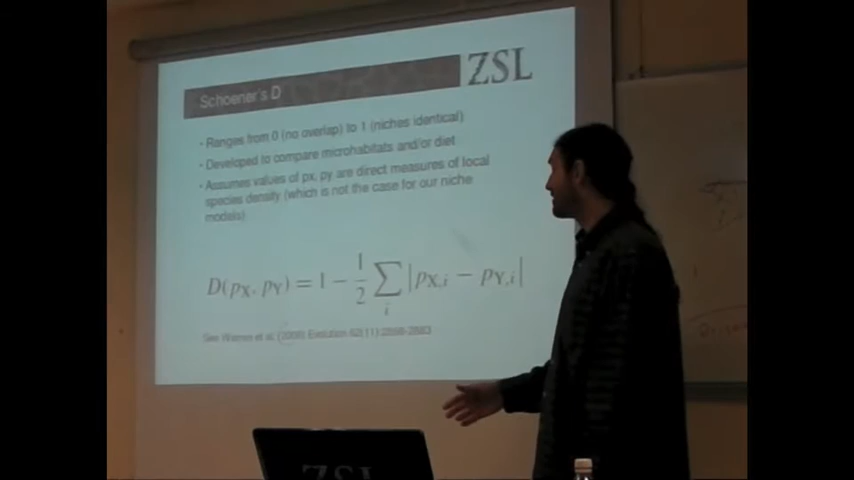 ZSL
Schoener's D
· Ranges from 0 (no overlap) to 1 (niches identical)
· Developed to compare microhabitats and/or diet
· Assumes values of px, py are direct measures of local
species density (which is not the case for our niche
models)
D(pX, pY) = 1 − 1/2 ∑i |pX,i − pY,i|
See Warren et al (2008) Evolution 62(11):2868-2883
ZSL